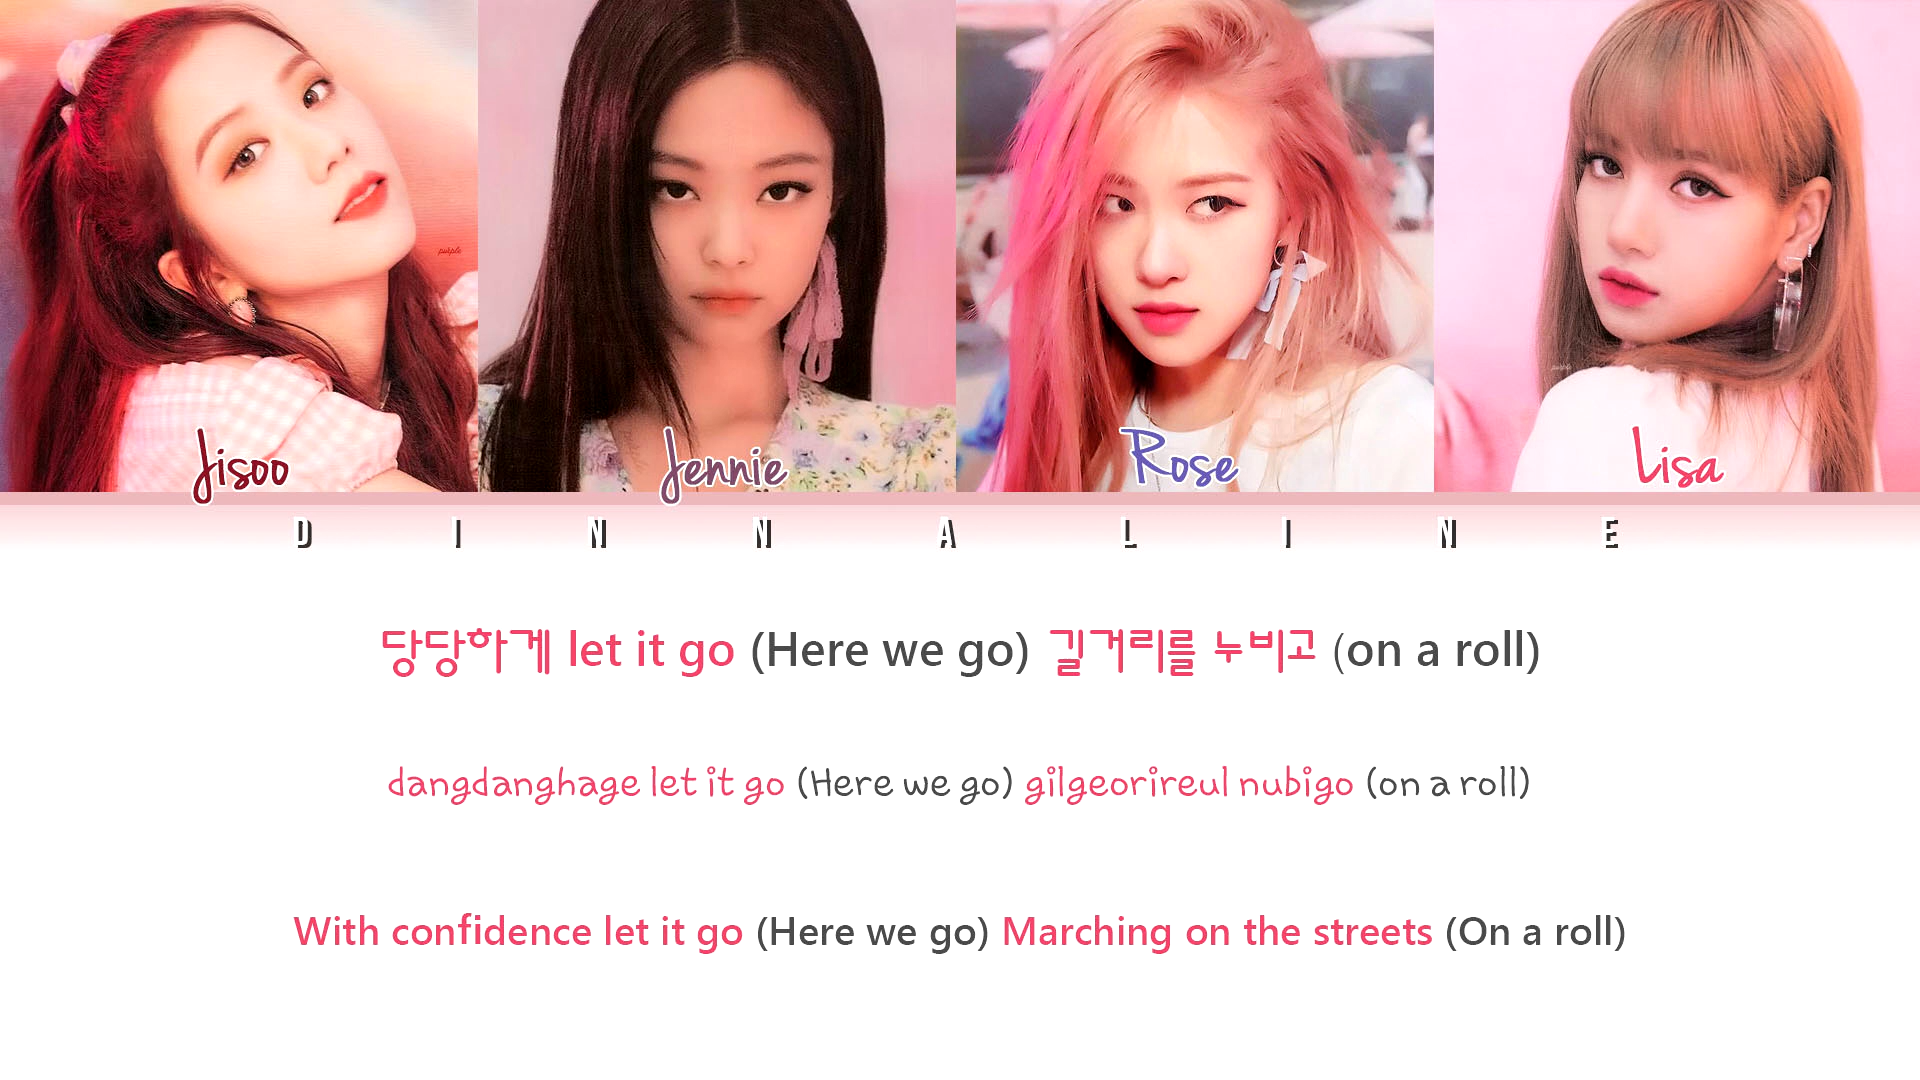 purple
purple
Jisoo
Jennie
Rose
Lisa
D I N N A L I N E
당당하게 let it go (Here we go) 길거리를 누비고 (on a roll)
dangdanghage let it go (Here we go) gilgeorireul nubigo (on a roll)
With confidence let it go (Here we go) Marching on the streets (On a roll)